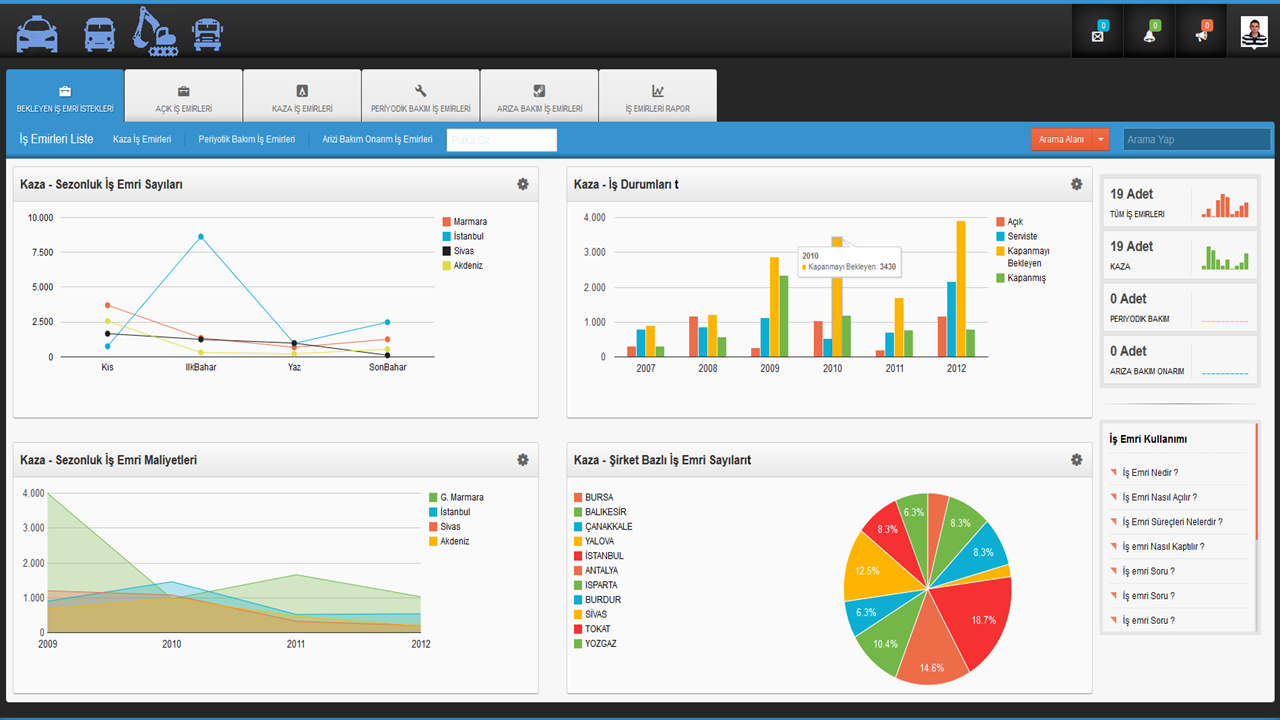 0
0
0
BEKLEYEN İŞ EMRİ İSTEKLERİ
AÇIK İŞ EMİRLERİ
KAZA İŞ EMİRLERİ
PERİYODİK BAKIM İŞ EMİRLERİ
ARIZA BAKIM İŞ EMİRLERİ
İŞ EMİRLERİ RAPOR
İş Emirleri Liste
Kaza İş Emirleri
Periyotik Bakım İş Emirleri
Arizi Bakım Onarım İş Emirleri
Plaka Gir
Arama Alanı
Arama Yap
Kaza - Sezonluk İş Emri Sayıları
10.000
7.500
5.000
2.500
0
Kıs
IlkBahar
Yaz
SonBahar
Marmara
İstanbul
Sivas
Akdeniz
Kaza - İş Durumları t
4.000
3.000
2.000
1.000
0
2007
2008
2009
2010
2011
2012
2010
Kapanmayı Bekleyen: 3430
Açık
Serviste
Kapanmayı
Bekleyen
Kapanmış
19 Adet
TÜM İŞ EMİRLERİ
19 Adet
KAZA
0 Adet
PERIYODIK BAKIM
0 Adet
ARIZA BAKIM ONARIM
Kaza - Sezonluk İş Emri Maliyetleri
4.000
3.000
2.000
1.000
0
2009
2010
2011
2012
G. Marmara
İstanbul
Sivas
Akdeniz
Kaza - Şirket Bazlı İş Emri Sayıların
BURSA
BALIKESİR
ÇANAKKALE
YALOVA
İSTANBUL
ANTALYA
ISPARTA
BURDUR
SİVAS
TOKAT
YOZGAZ
6.3%
8.3%
8.3%
8.3%
12.5%
6.3%
18.7%
10.4%
14.6%
İş Emri Kullanımı
İş Emri Nedir ?
İş Emri Nasıl Açılır ?
İş Emri Süreçleri Nelerdir ?
İş emri Nasıl Kaptılır ?
İş emri Soru ?
İş emri Soru ?
İş emri Soru ?